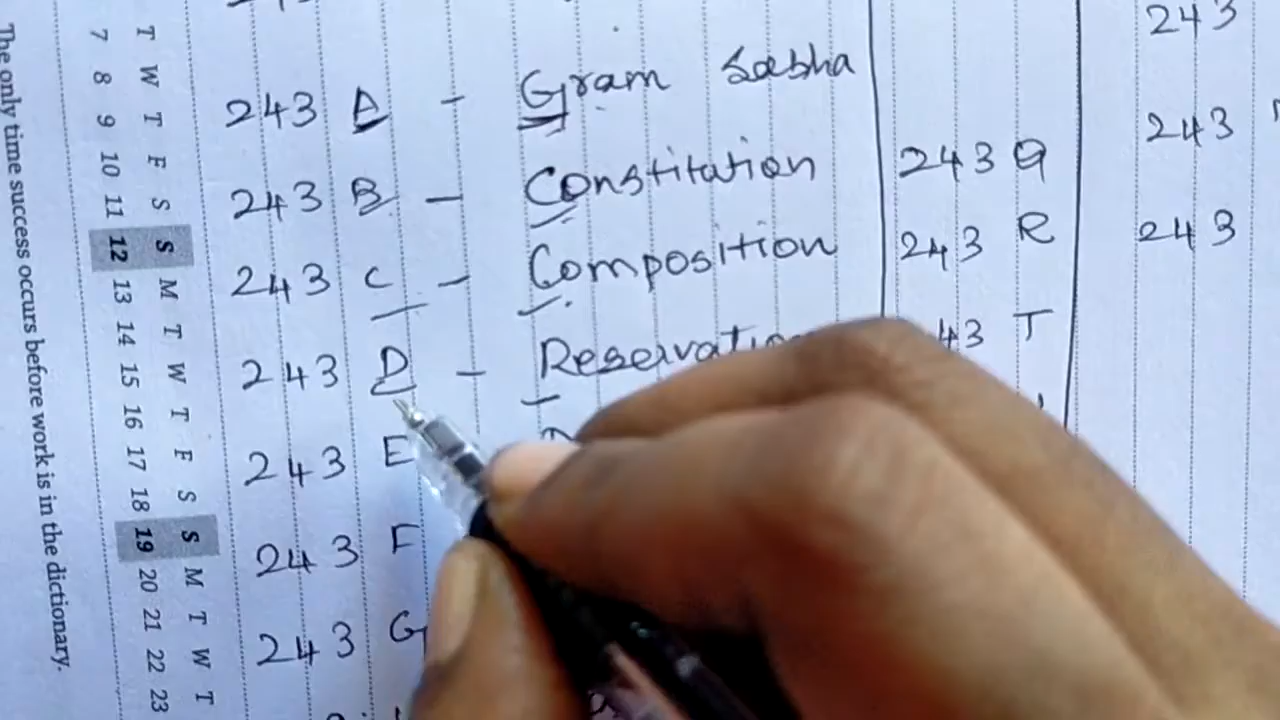 243
243 A - Gram Sabha
243
243 B - Constitation
243 Q
243 C - Composition
243 R
243
243 D - Reservation
43 T
243 E
243 F
243 G
T W T F S S M T W T F S S M T W T
7 8 9 10 11 12 13 14 15 16 17 18 19 20 21 22 23
The only time success occurs before work is in the dictionary.